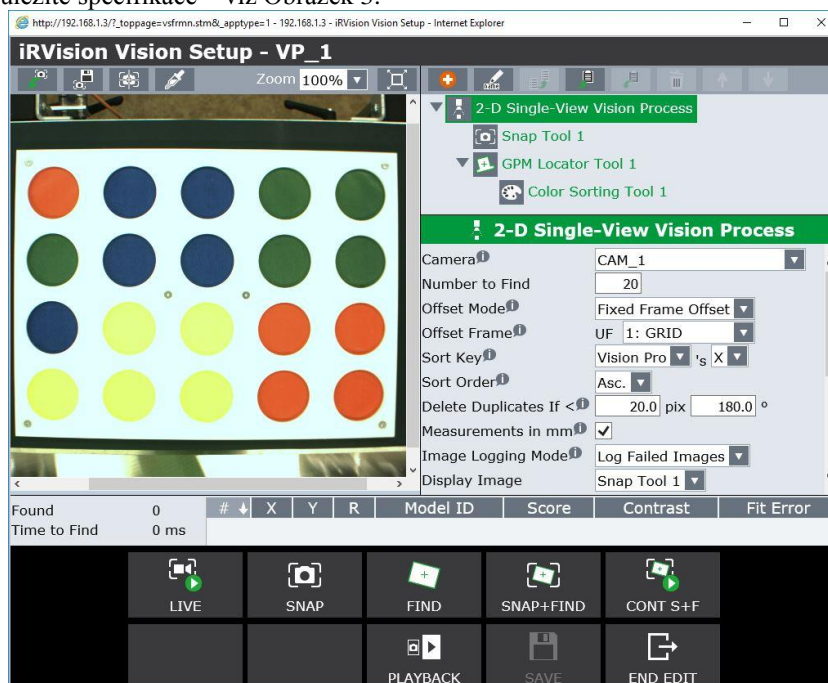 důležité specifikace – viz Obrázek 5.
http://192.168.1.3/?_toppage=vsfrmn.stm&_apptype=1 - 192.168.1.3 - iRVision Vision Setup - Internet Explorer
iRVision Vision Setup - VP_1
Zoom 100%
2-D Single-View Vision Process
Snap Tool 1
GPM Locator Tool 1
Color Sorting Tool 1
2-D Single-View Vision Process
Camera CAM_1
Number to Find 20
Offset Mode Fixed Frame Offset
Offset Frame UF 1: GRID
Sort Key Vision Pro 's X
Sort Order Asc.
Delete Duplicates If < 20.0 pix 180.0 °
Measurements in mm
Image Logging Mode Log Failed Images
Display Image Snap Tool 1
Found 0 # X Y R Model ID Score Contrast Fit Error
Time to Find 0 ms
LIVE SNAP FIND SNAP+FIND CONT S+F
PLAYBACK SAVE END EDIT